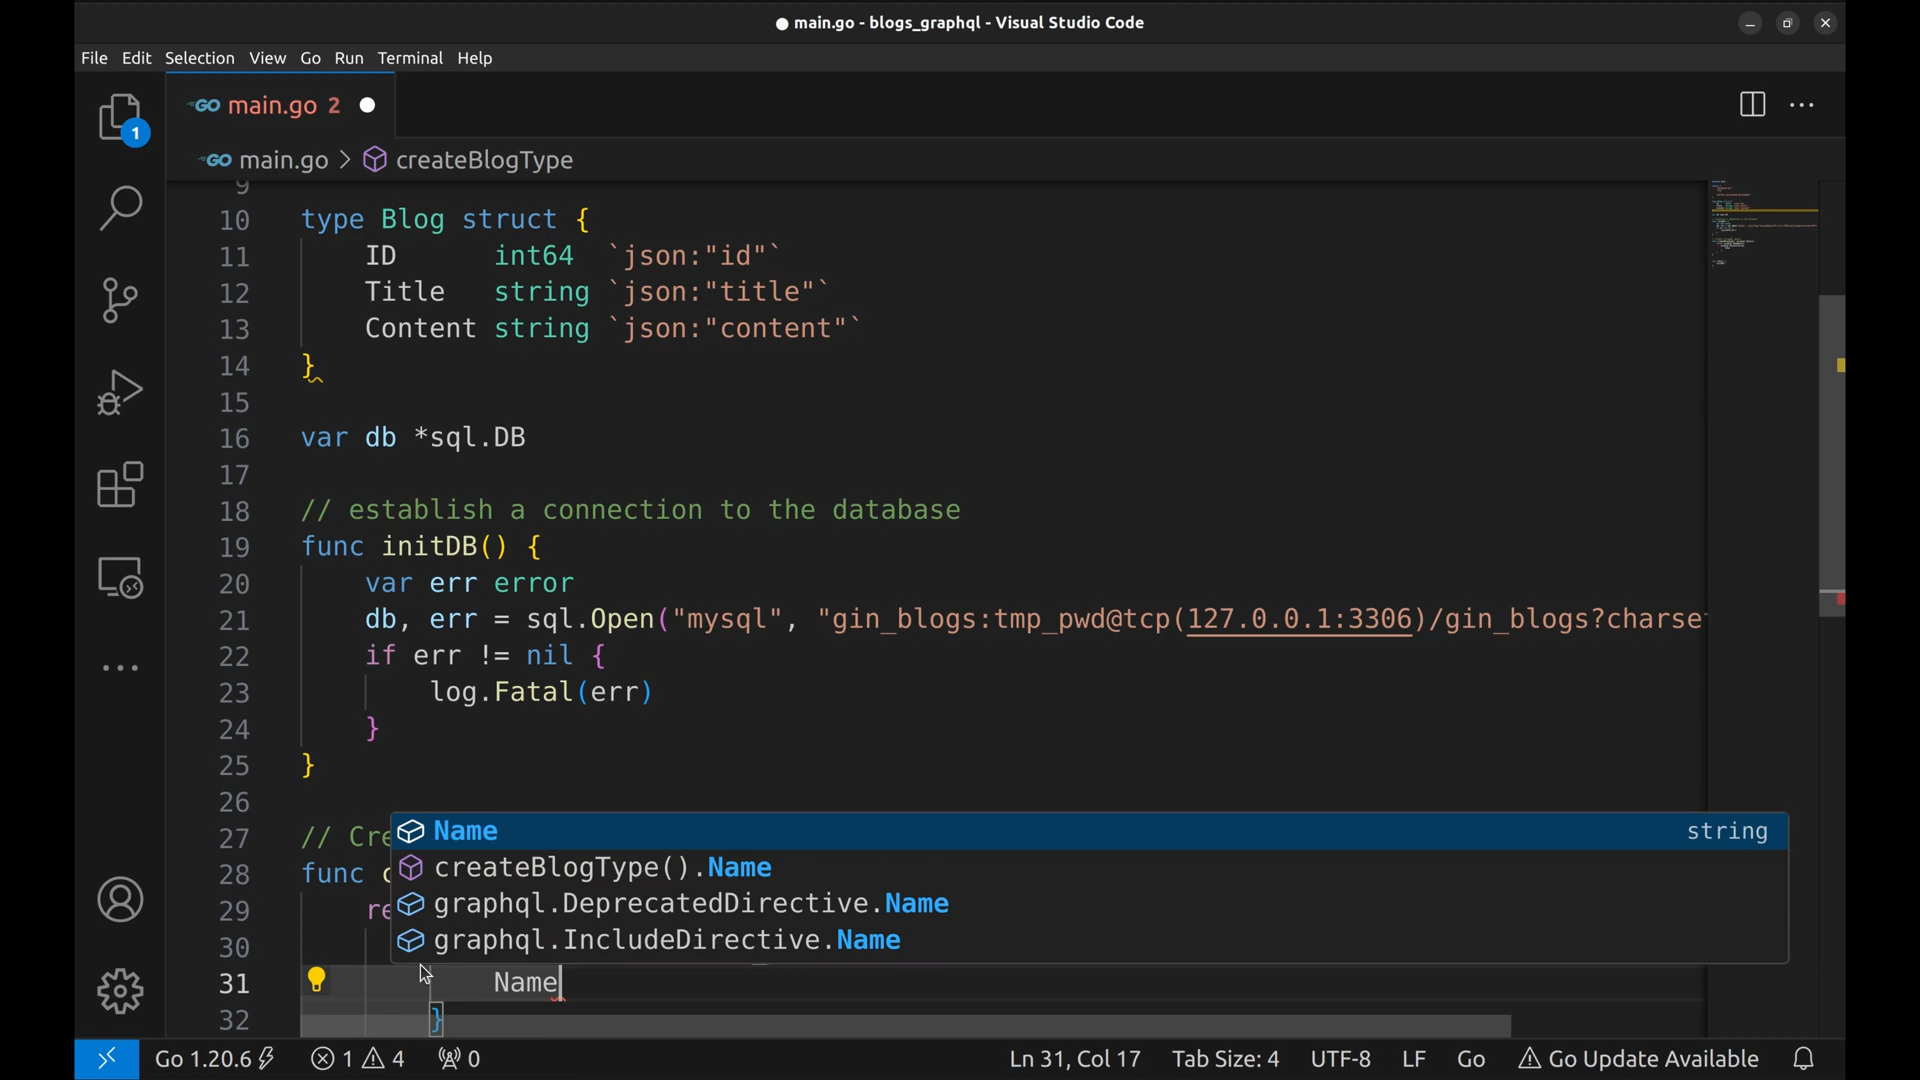 main.go - blogs_graphql - Visual Studio Code
File Edit Selection View Go Run Terminal Help
GO main.go 2
GO main.go > createBlogType
1
9
10 type Blog struct {
11 ID int64 `json:"id"`
12 Title string `json:"title"`
13 Content string `json:"content"`
14 }
15
16 var db *sql.DB
17
18 // establish a connection to the database
19 func initDB() {
20 var err error
21 db, err = sql.Open("mysql", "gin_blogs:tmp_pwd@tcp(127.0.0.1:3306)/gin_blogs?charse
22 if err != nil {
23 log.Fatal(err)
24 }
25 }
26
27 // Cre
Name string
28 func c
createBlogType().Name
29 re
graphql.DeprecatedDirective.Name
30
graphql.IncludeDirective.Name
31 Name
32 }
Go 1.20.6 1 4 0 Ln 31, Col 17 Tab Size: 4 UTF-8 LF Go Go Update Available